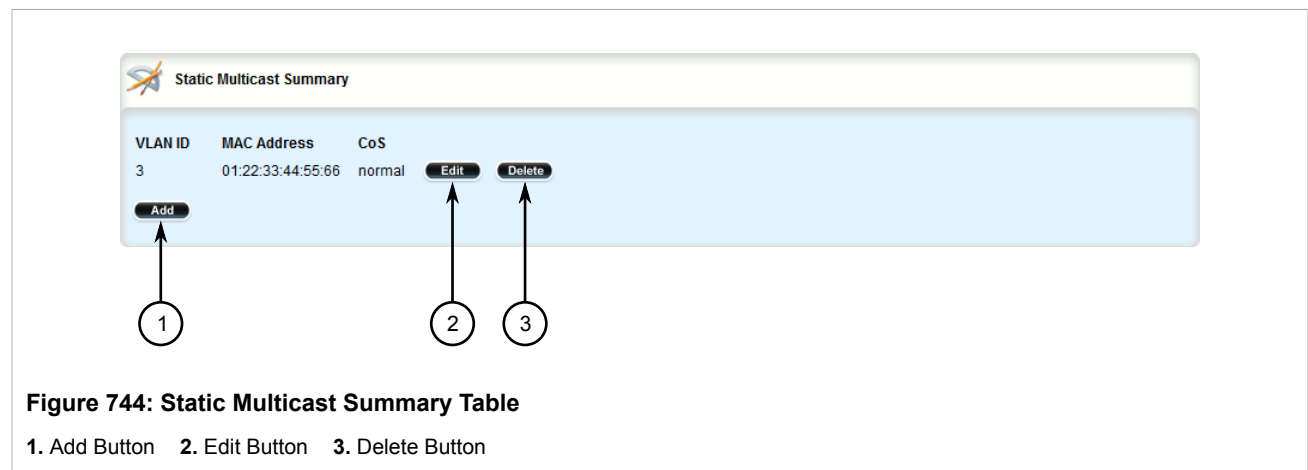 Static Multicast Summary
VLAN ID MAC Address CoS
3 01:22:33:44:55:66 normal Edit Delete
Add
1 2 3
Figure 744: Static Multicast Summary Table
1. Add Button 2. Edit Button 3. Delete Button